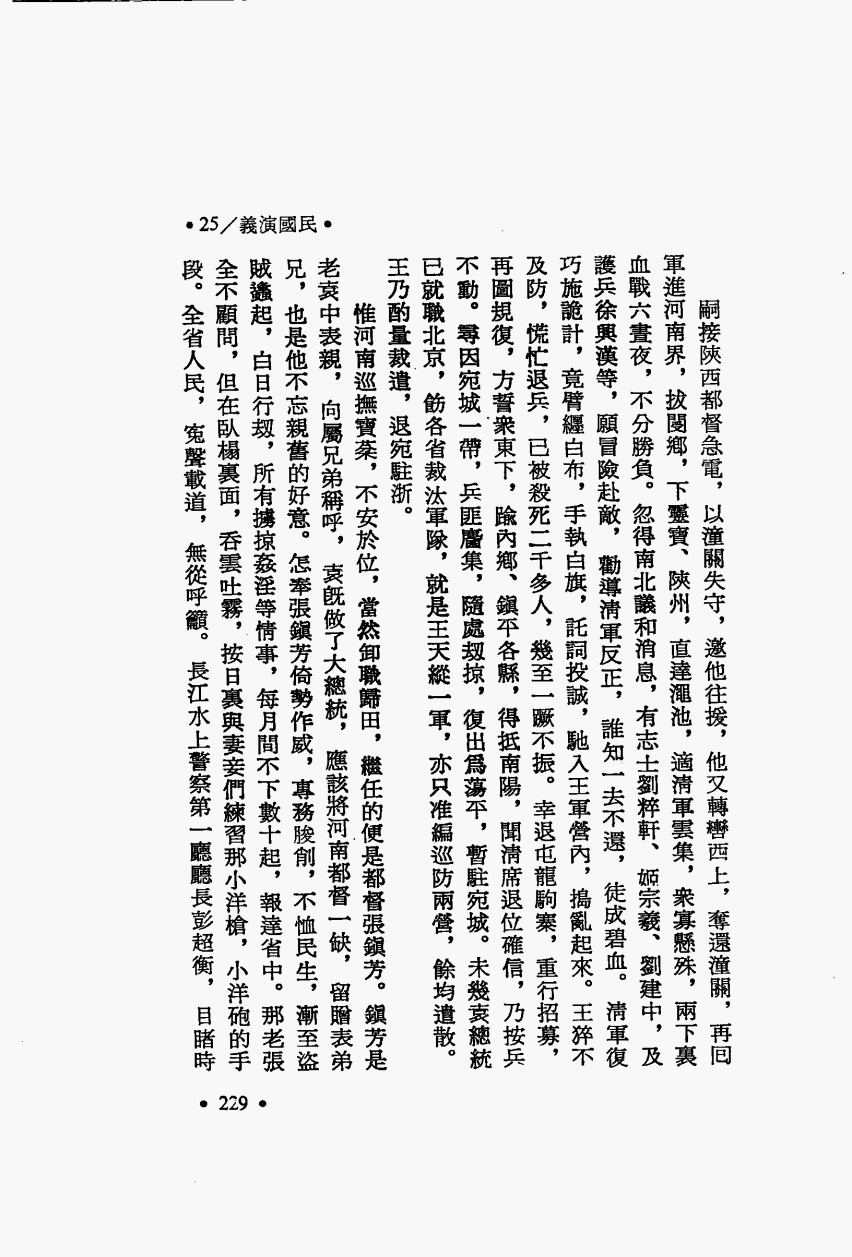 •25／義演國民•
嗣接陝西都督急電，以潼關失守，邀他往援，他又轉轡西上，奪還潼關，再囘
軍進河南界，拔閿鄉，下靈寶、陝州，直達澠池，適清軍雲集，衆寡懸殊，兩下裏
血戰六晝夜，不分勝負。忽得南北議和消息，有志士劉粹軒、姬宗羲、劉建中，及
護兵徐興漢等，願冒險赴敵，勸導清軍反正，誰知一去不還，徒成碧血。清軍復
巧施詭計，竟臂纏白布，手執白旗，託詞投誠，馳入王軍營內，搗亂起來。王猝不
及防，慌忙退兵，已被殺死二千多人，幾至一蹶不振。幸退屯龍駒寨，重行招募，
再圖規復，方誓衆東下，踰內鄉、鎭平各縣，得抵南陽，聞清席退位確信，乃按兵
不動。尋因宛城一帶，兵匪麕集，隨處刼掠，復出爲蕩平，暫駐宛城。未幾袁總統
已就職北京，飭各省裁汰軍隊，就是王天縱一軍，亦只准編巡防兩營，餘均遣散。
王乃酌量裁遣，退宛駐浙。
惟河南巡撫寶棻，不安於位，當然卸職歸田，繼任的便是都督張鎭芳。鎭芳是
老袁中表親，向屬兄弟稱呼，袁旣做了大總統，應該將河南都督一缺，留贈表弟
兄，也是他不忘親舊的好意。怎奉張鎭芳倚勢作威，專務朘削，不恤民生，漸至盜
賊蠭起，白日行刼，所有擄掠姦淫等情事，每月間不下數十起，報達省中。那老張
全不顧問，但在臥榻裏面，吞雲吐霧，按日裏與妻妾們練習那小洋槍，小洋砲的手
段。全省人民，寃聲載道，無從呼籲。長江水上警察第一廳廳長彭超衡，目睹時
•229•